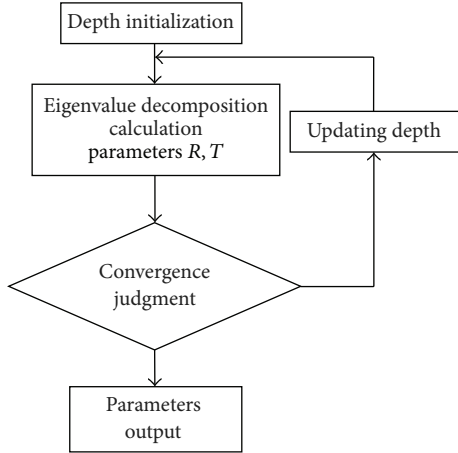 Depth initialization
Eigenvalue decomposition
calculation
parameters R, T
Updating depth
Convergence
judgment
Parameters
output